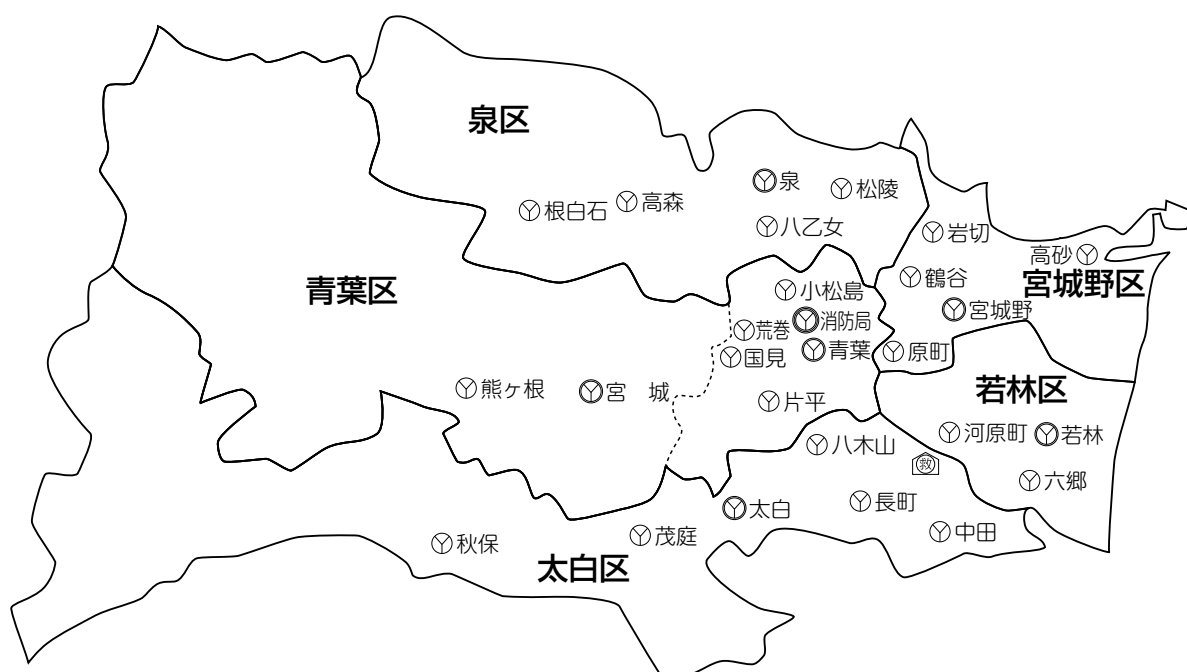 泉区
泉
松陵
高森
根白石
八乙女
岩切
高砂
鶴谷
宮城野区
青葉区
小松島
宮城野
荒巻
消防局
国見
青葉
原町
若林区
熊ヶ根
宮 城
片平
河原町
若林
八木山
救
六郷
長町
太白
中田
秋保
茂庭
太白区